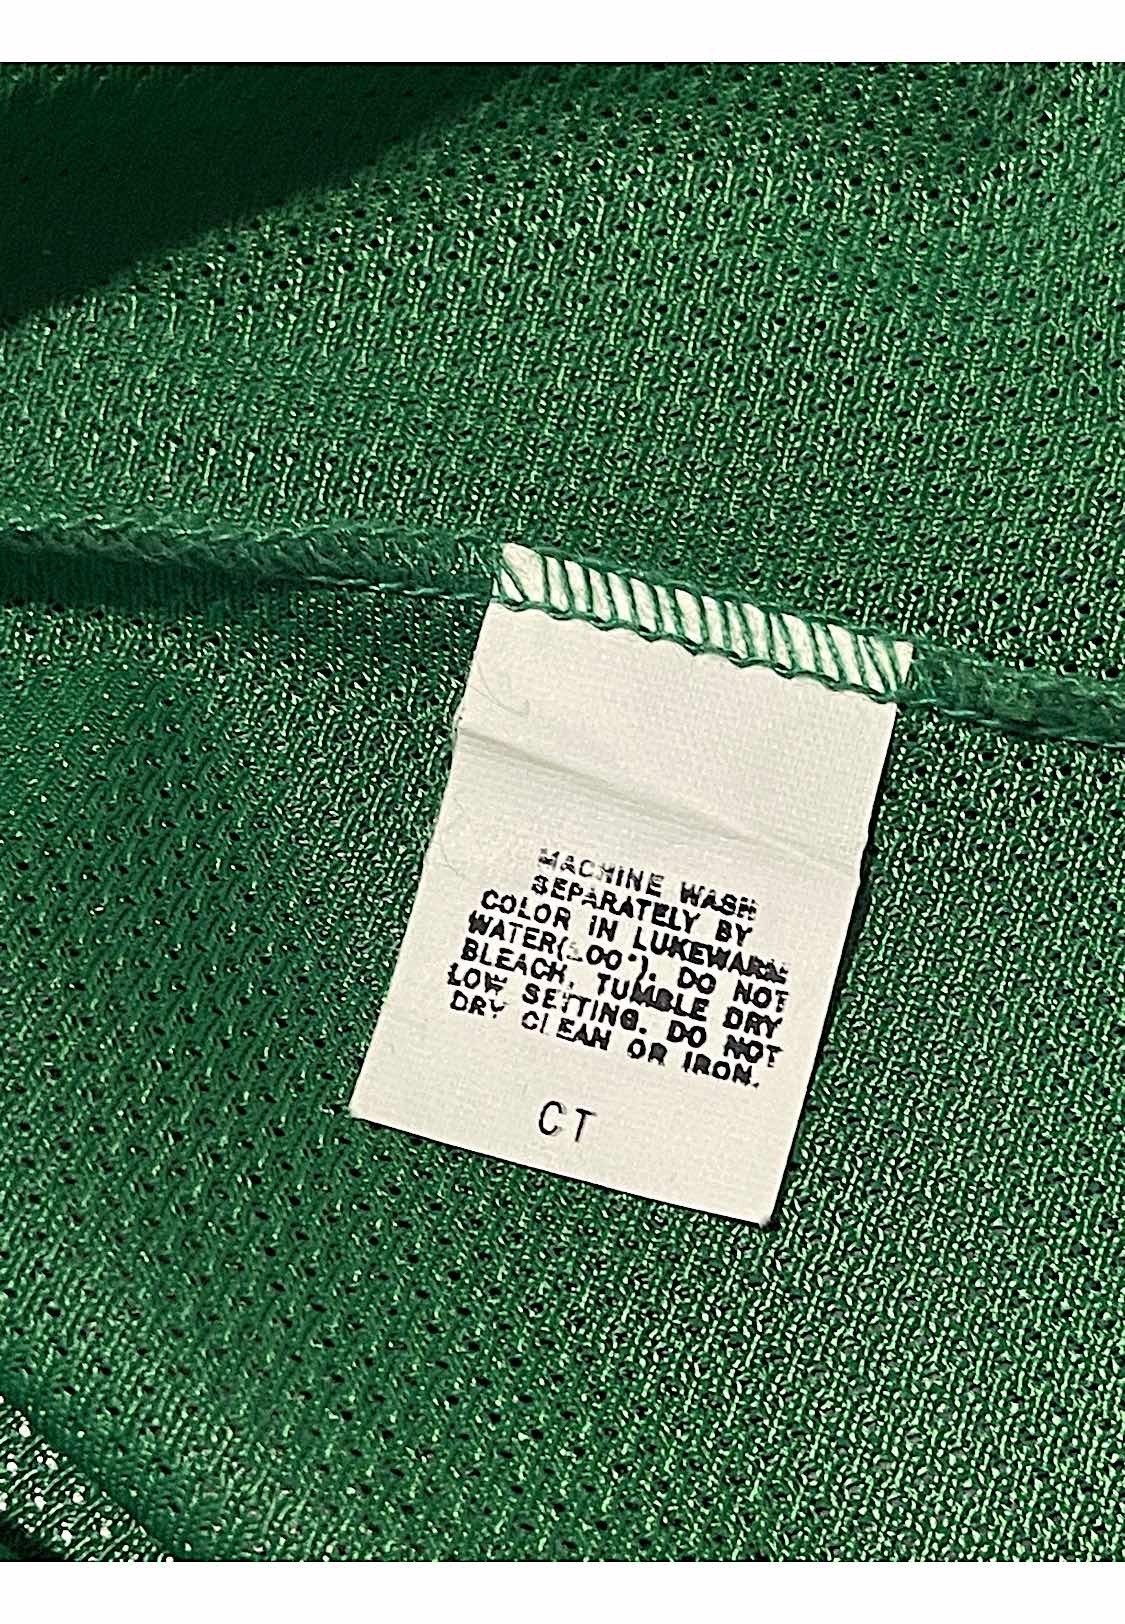 MACHINE WASH
SEPARATELY BY
COLOR IN LUKEWARM
WATER(100°). DO NOT
BLEACH, TUMBLE DRY
LOW SETTING. DO NOT
DRY CLEAN OR IRON.
CT